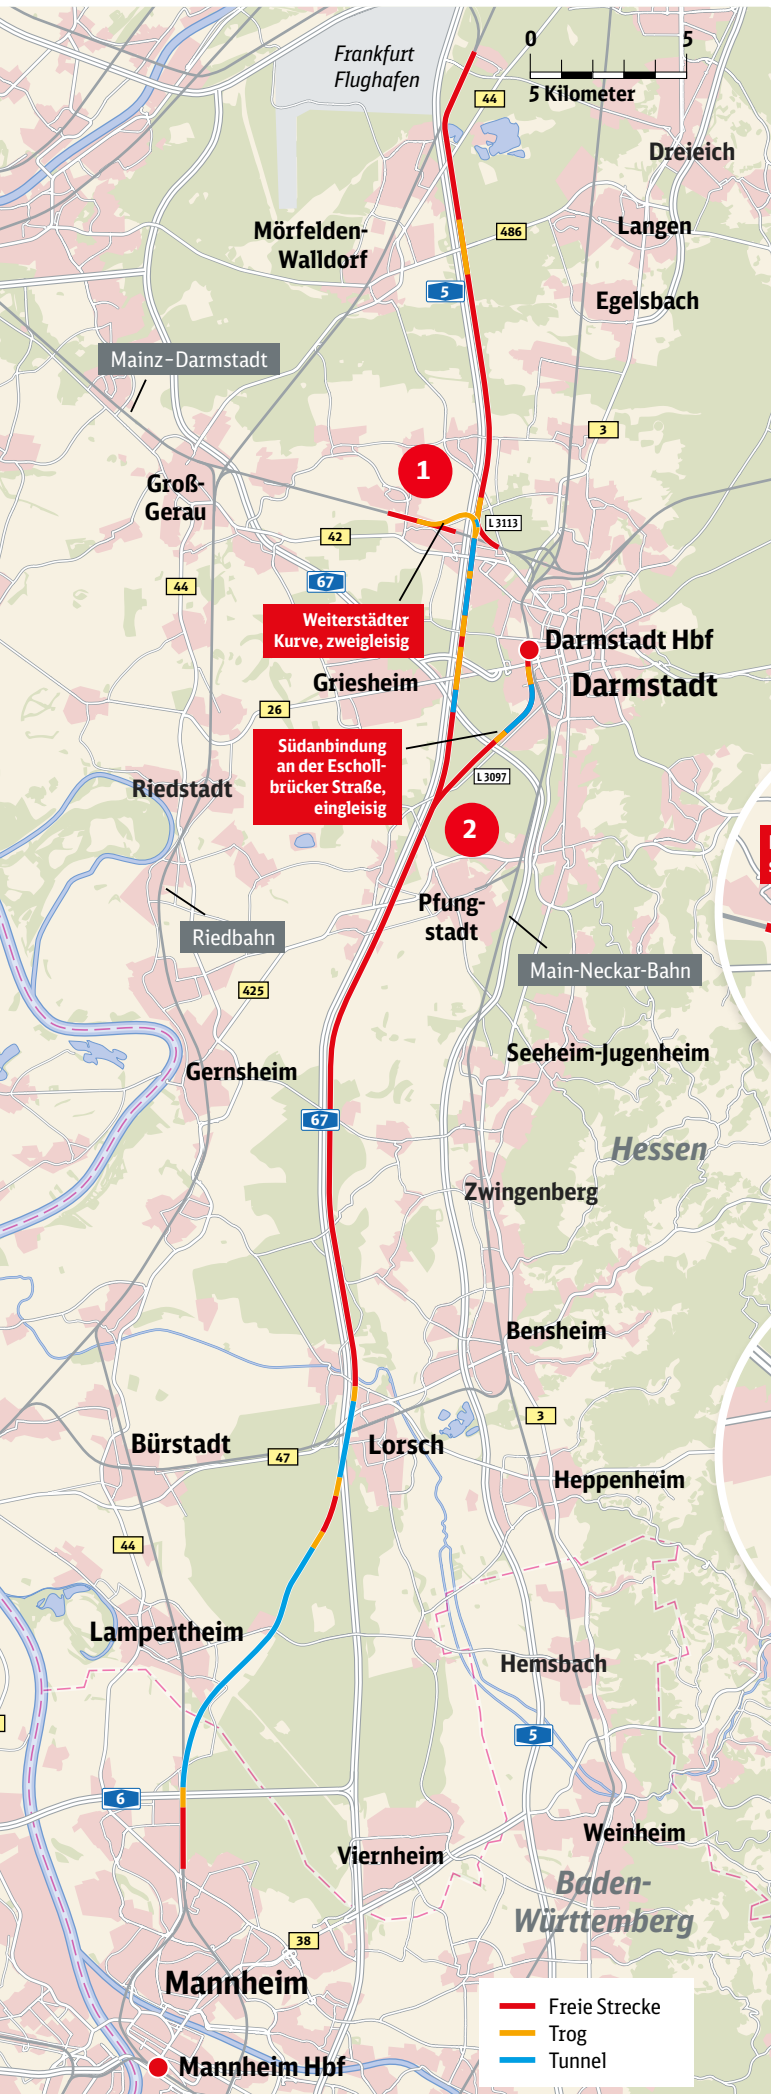 Frankfurt
Flughafen
0 5
5 Kilometer
44
Dreieich
Mörfelden-
Walldorf
486
Langen
5
Egelsbach
Mainz–Darmstadt
3
1
Groß-
Gerau
42
L 3113
67
44
Weiterstädter
Kurve, zweigleisig
Darmstadt Hbf
Griesheim
Darmstadt
26
Südanbindung
an der Escholl-
brücker Straße,
eingleisig
L 3097
Riedstadt
2
Pfung-
stadt
Riedbahn
Main-Neckar-Bahn
425
Seeheim-Jugenheim
Gernsheim
67
Hessen
Zwingenberg
Bensheim
3
Bürstadt
Lorsch
47
Heppenheim
44
Lampertheim
Hemsbach
5
6
Weinheim
Viernheim
Baden-
Württemberg
38
Mannheim
Freie Strecke
Trog
Tunnel
Mannheim Hbf